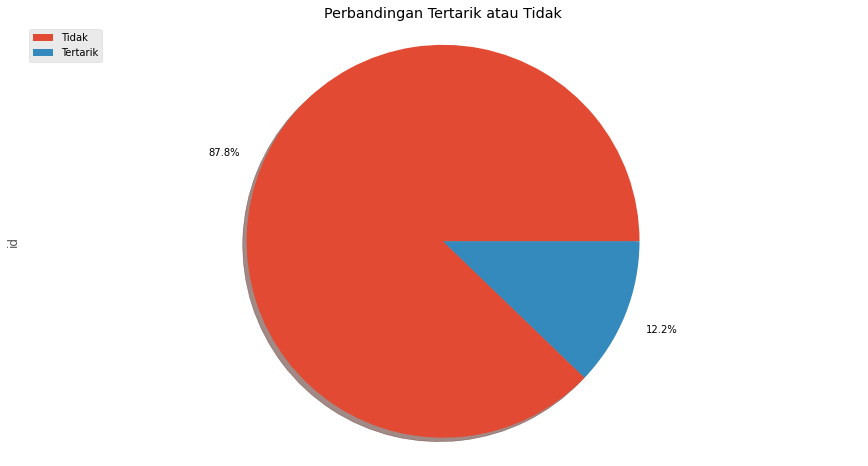 Perbandingan Tertarik atau Tidak
Tidak
Tertarik
87.8%
id
12.2%